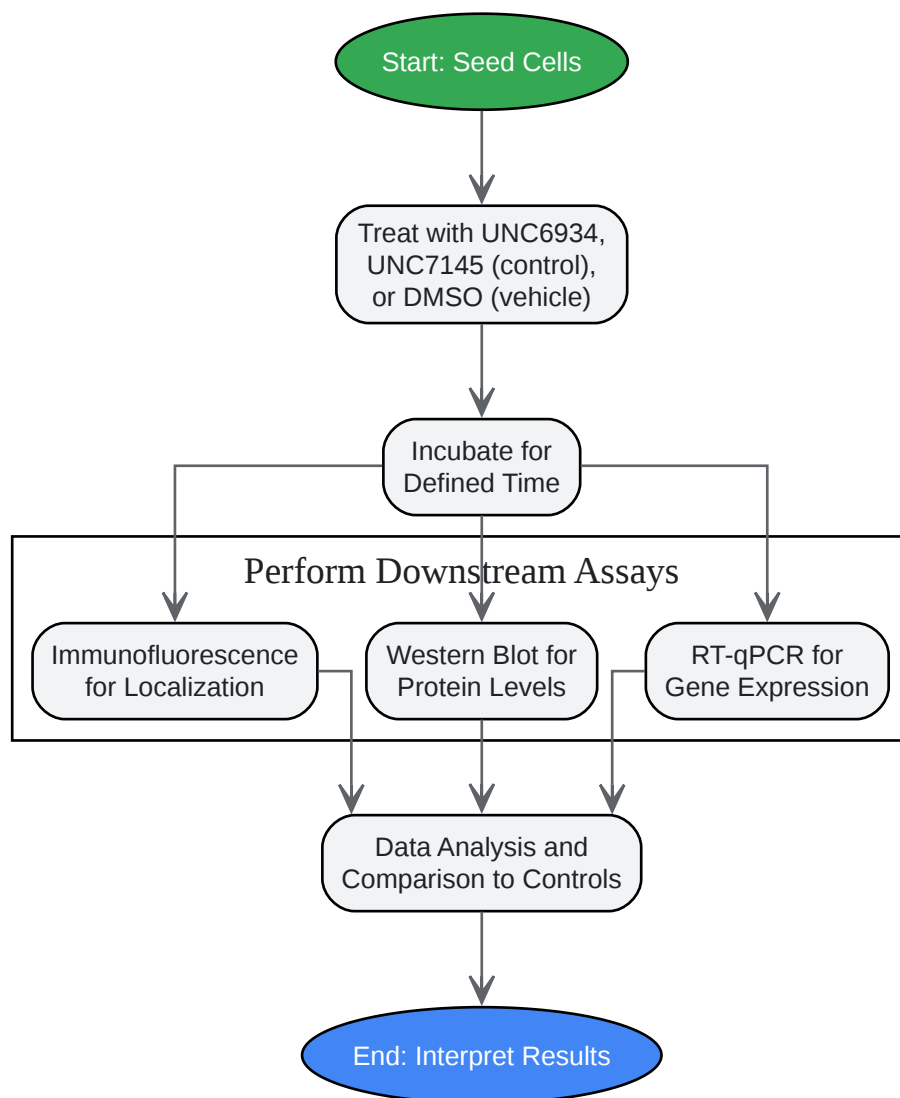 Start: Seed Cells
Treat with UNC6934,
UNC7145 (control),
or DMSO (vehicle)
Incubate for
Defined Time
Perform Downstream Assays
Immunofluorescence
for Localization
Western Blot for
Protein Levels
RT-qPCR for
Gene Expression
Data Analysis and
Comparison to Controls
End: Interpret Results